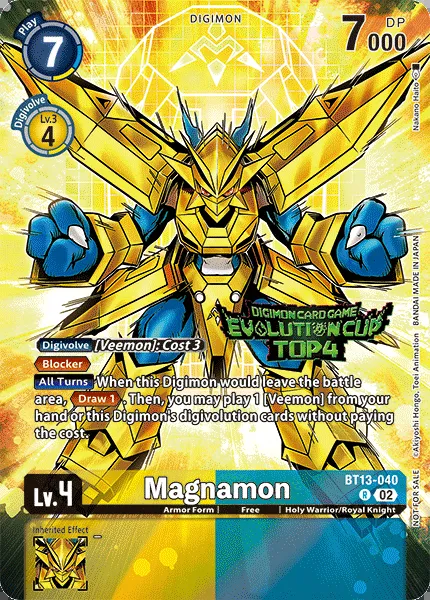 DIGIMON
Play
7
7000
DP
Digivolve
Lv.3
4
Nakano Haito
DIGIMON CARD GAME
EVOLUTION CUP
TOP4
Digivolve [Veemon]: Cost 3
Blocker
All Turns When this Digimon would leave the battle
area, Draw 1. Then, you may play 1 [Veemon] from your
hand or this Digimon's digivolution cards without paying
the cost.
©Akiyoshi Hongo, Toei Animation BANDAI MADE IN JAPAN
NOT FOR SALE
Lv.4
Magnamon
BT13-040
R 02
Armor Form | Free | Holy Warrior/Royal Knight
Inherited Effect
-